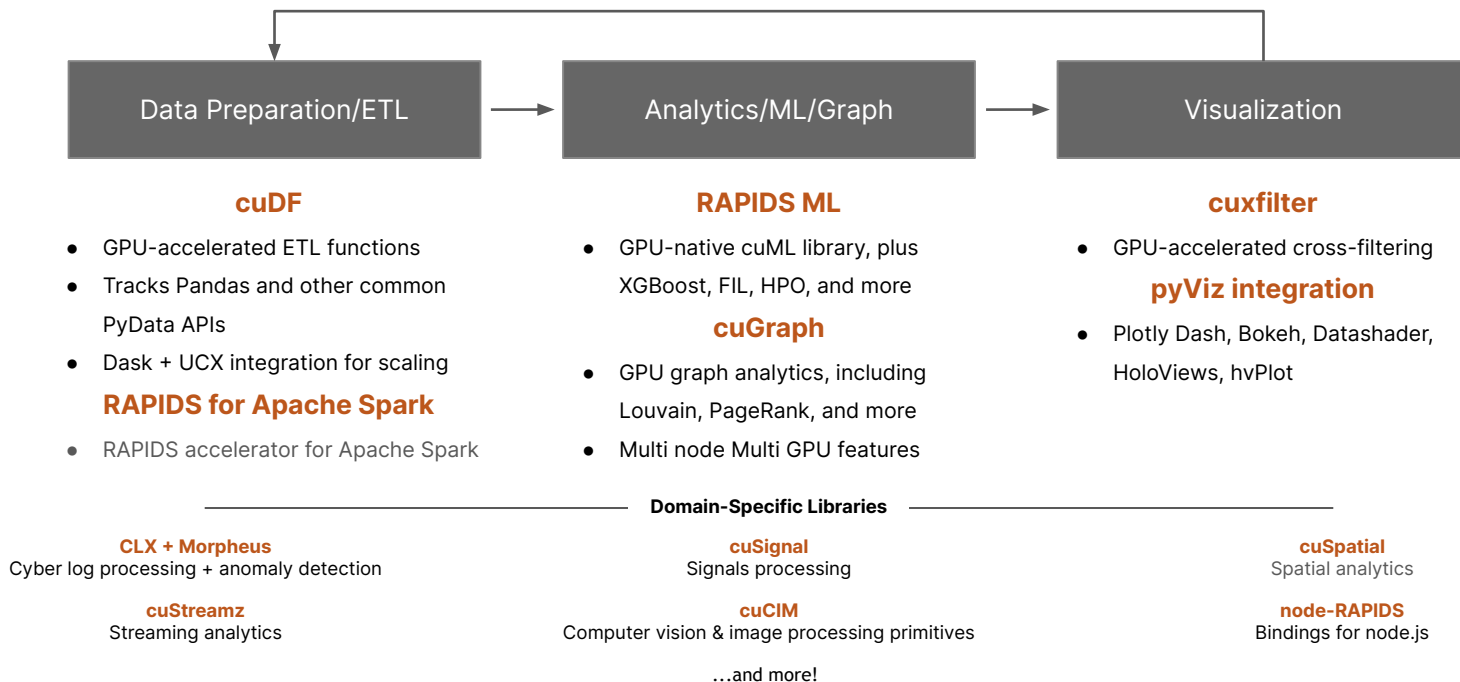 Data Preparation/ETL
Analytics/ML/Graph
Visualization
cuDF
● GPU-accelerated ETL functions
● Tracks Pandas and other common
PyData APIs
● Dask + UCX integration for scaling
RAPIDS for Apache Spark
● RAPIDS accelerator for Apache Spark
RAPIDS ML
● GPU-native cuML library, plus
XGBoost, FIL, HPO, and more
cuGraph
● GPU graph analytics, including
Louvain, PageRank, and more
● Multi node Multi GPU features
cuxfilter
● GPU-accelerated cross-filtering
pyViz integration
● Plotly Dash, Bokeh, Datashader,
HoloViews, hvPlot
Domain-Specific Libraries
CLX + Morpheus
Cyber log processing + anomaly detection
cuSignal
Signals processing
cuSpatial
Spatial analytics
cuStreamz
Streaming analytics
cuCIM
Computer vision & image processing primitives
node-RAPIDS
Bindings for node.js
...and more!